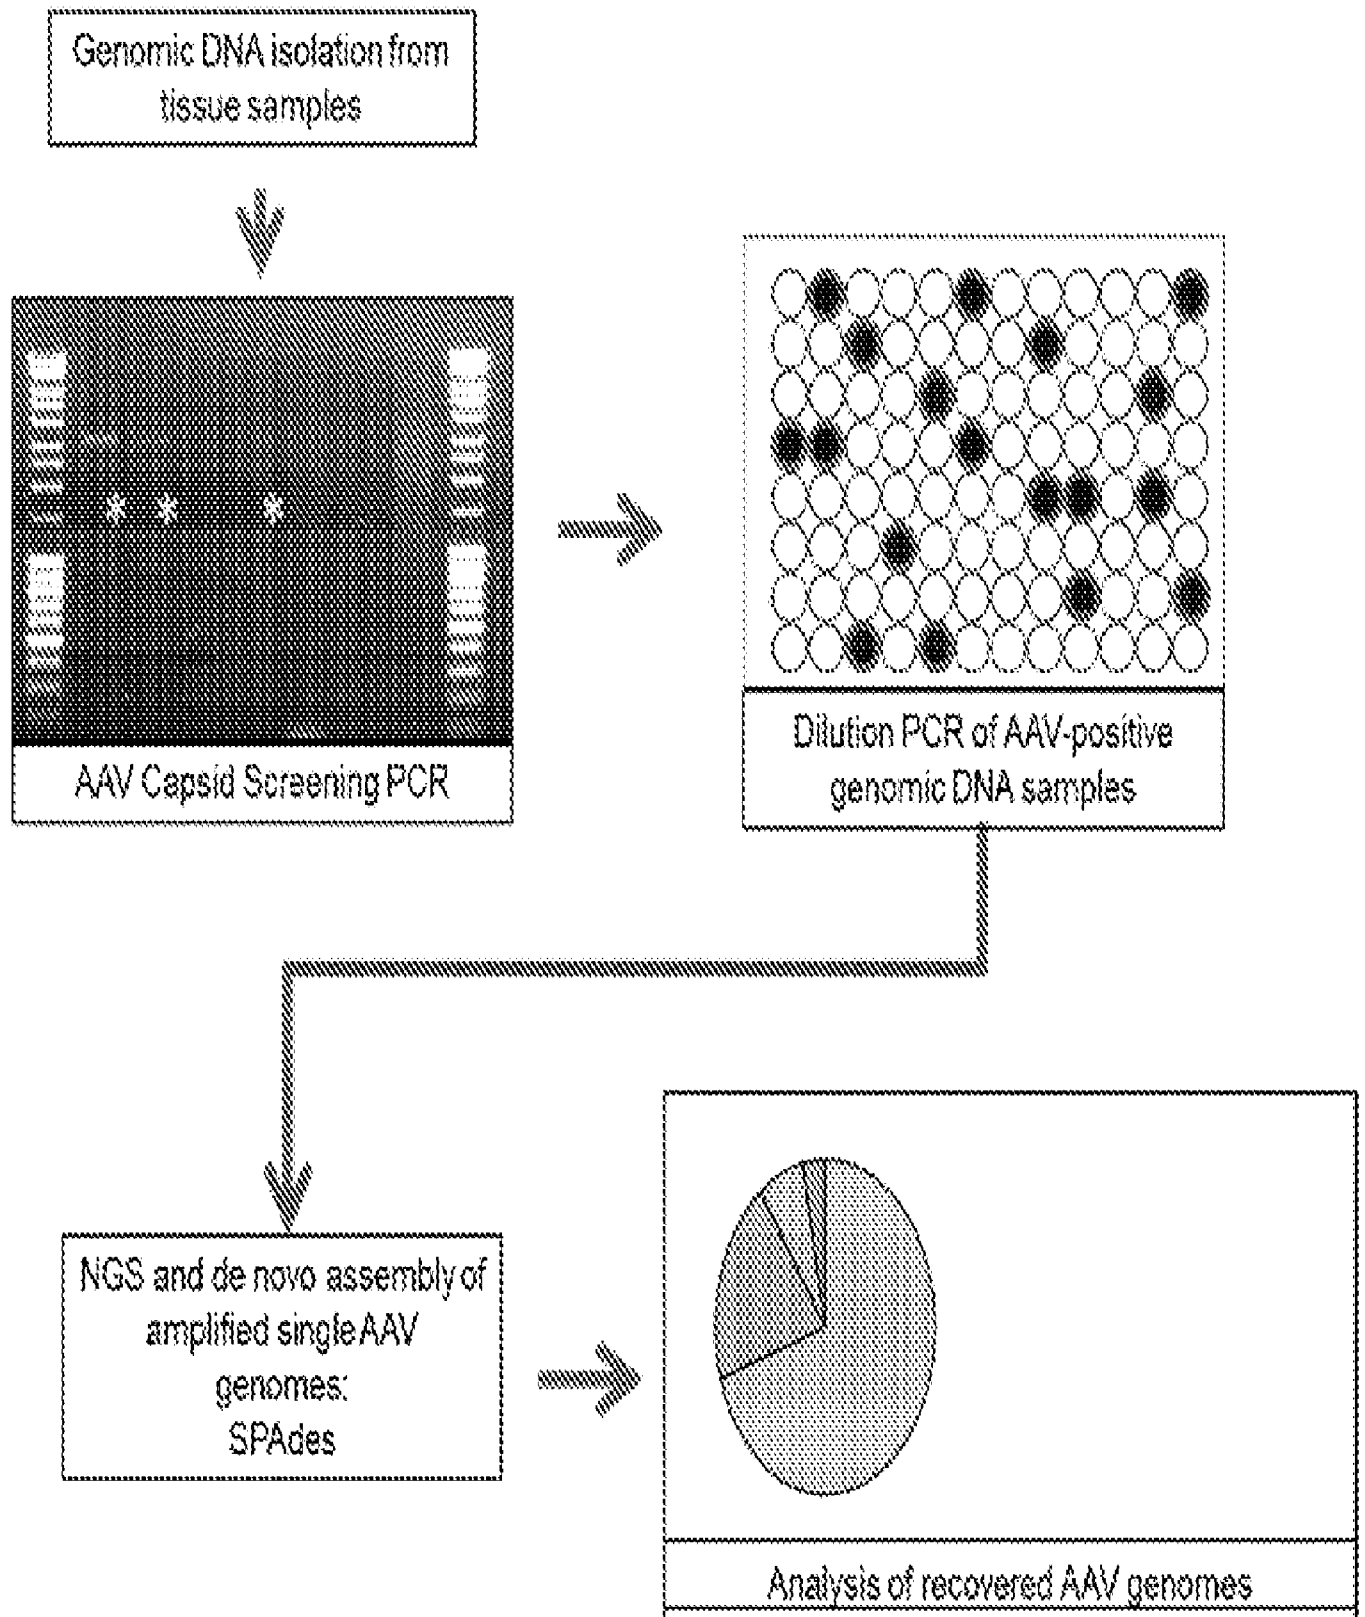 Genomic DNA isolation from
tissue samples
* * *
AAV Capsid Screening PCR
Dilution PCR of AAV-positive
genomic DNA samples
NGS and de novo assembly of
amplified single AAV
genomes:
SPAdes
Analysis of recovered AAV genomes